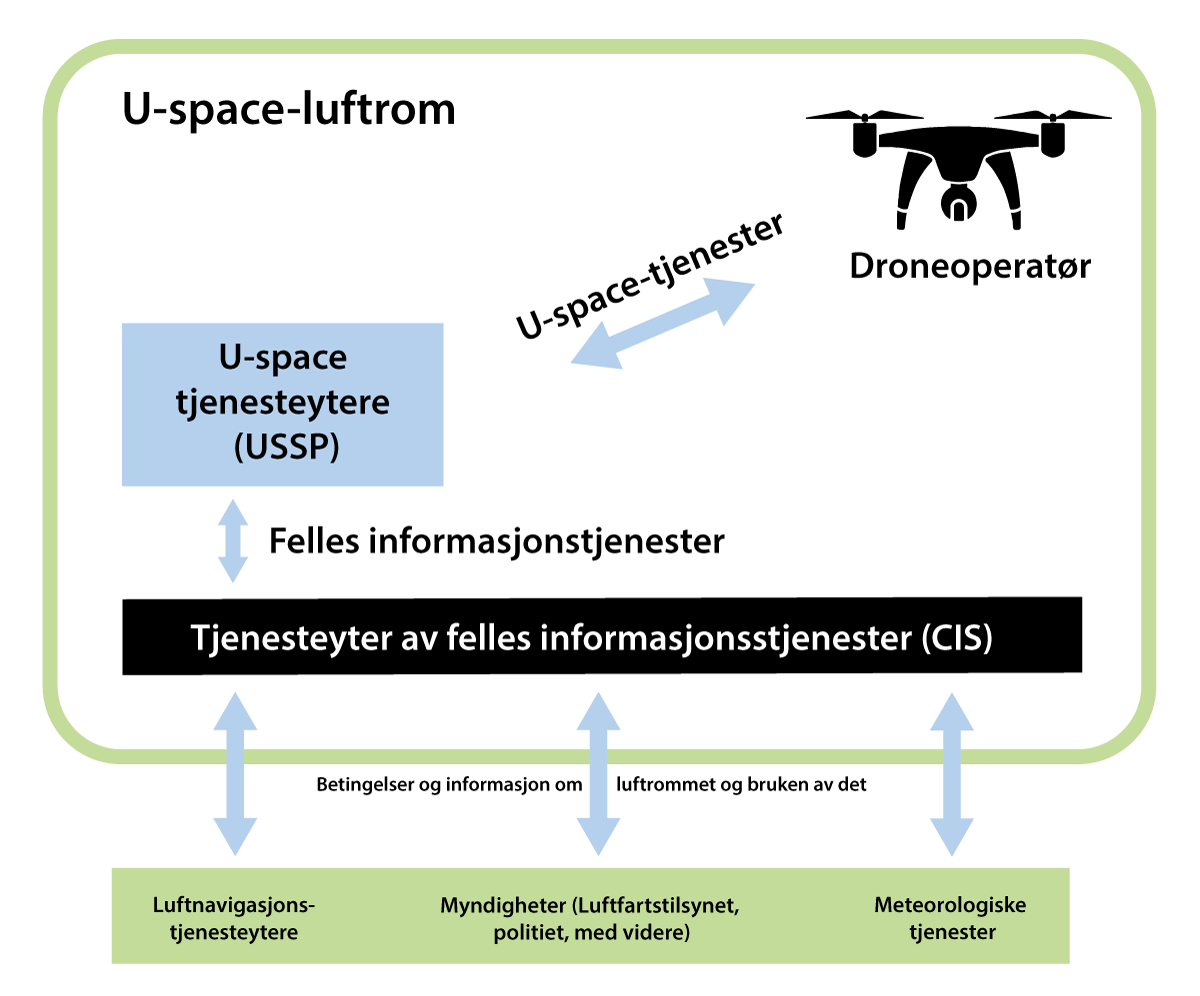 U-space-luftrom
Droneoperatør
U-space-tjenester
U-space
tjenesteytere
(USSP)
Felles informasjonstjenester
Tjenesteyter av felles informasjonsstjenester (CIS)
Betingelser og informasjon om luftrommet og bruken av det
Luftnavigasjons-
tjenesteytere
Myndigheter (Luftfartstilsynet,
politiet, med videre)
Meteorologiske
tjenester